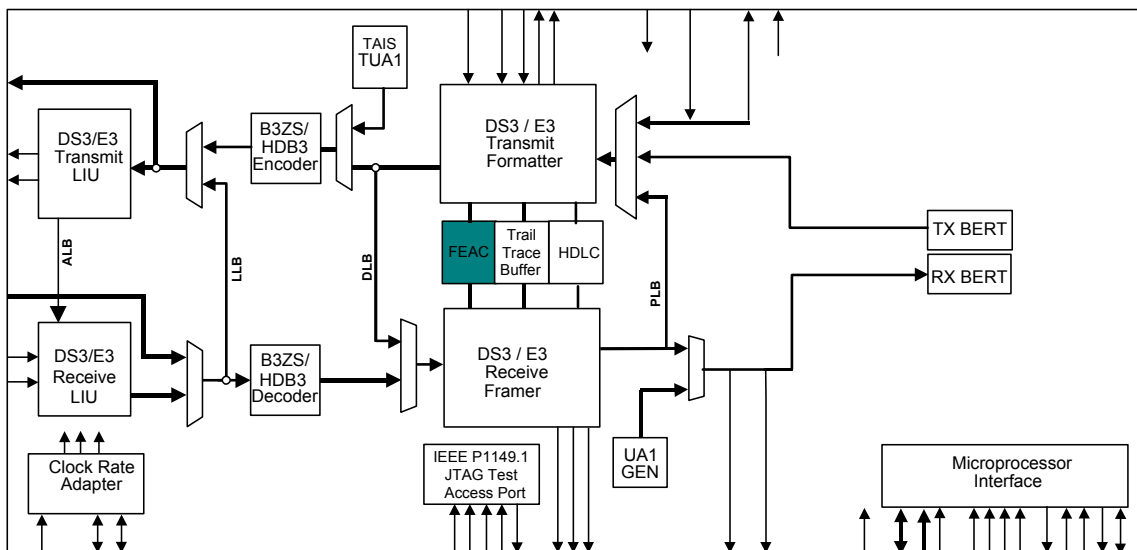 TAIS
TUA1
DS3/E3
Transmit
LIU
B3ZS/
HDB3
Encoder
DS3 / E3
Transmit
Formatter
FEAC
Trail
Trace
Buffer
HDLC
TX BERT
RX BERT
ALB
LLB
DLB
PLB
DS3/E3
Receive
LIU
B3ZS/
HDB3
Decoder
DS3 / E3
Receive
Framer
UA1
GEN
Clock Rate
Adapter
IEEE P1149.1
JTAG Test
Access Port
Microprocessor
Interface